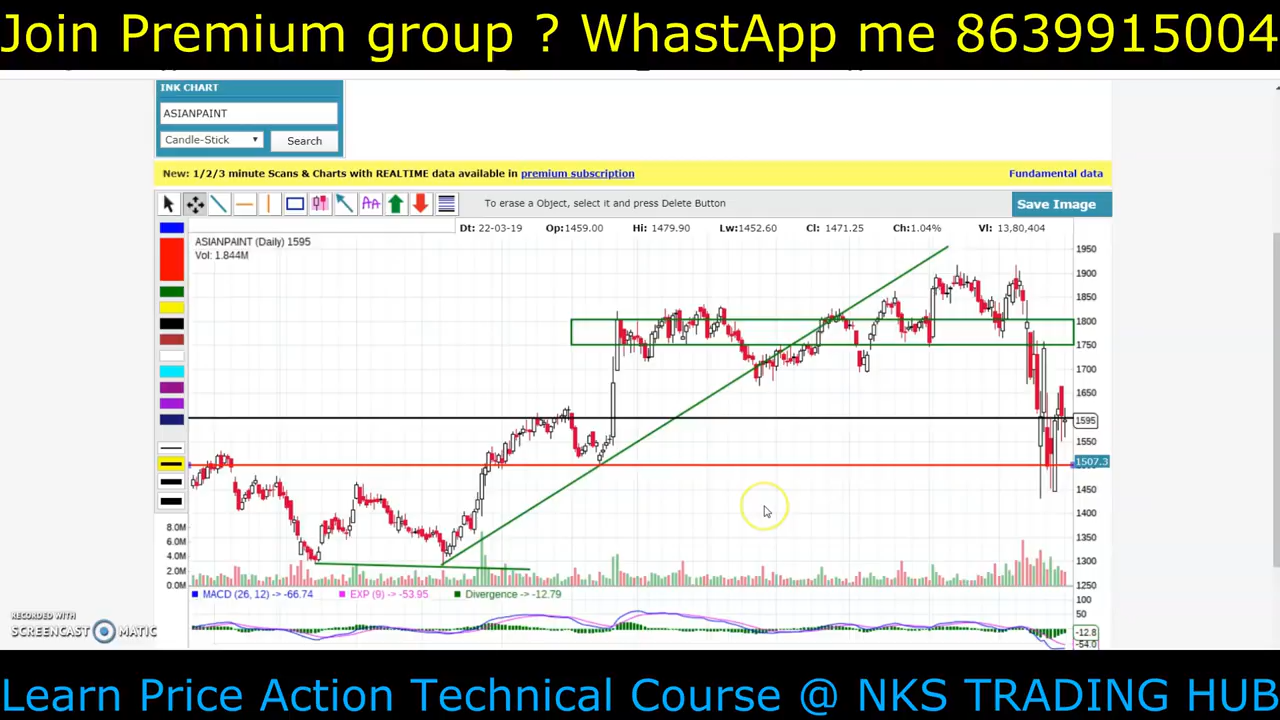 Join Premium group ? WhastApp me 8639915004
INK CHART
ASIANPAINT
Candle-Stick
Search
New: 1/2/3 minute Scans & Charts with REALTIME data available in premium subscription
Fundamental data
To erase a Object, select it and press Delete Button
Save Image
Dt: 22-03-19 Op:1459.00 Hi: 1479.90 Lw:1452.60 Cl: 1471.25 Ch:1.04% Vl: 13,80,404
ASIANPAINT (Daily) 1595
Vol: 1.844M
1950
1900
1850
1800
1750
1700
1650
1595
1550
1507.3
1450
1400
1350
1300
1250
8.0M
6.0M
4.0M
2.0M
0.0M
MACD (26, 12) -> -66.74
EXP (9) -> -53.95
Divergence -> -12.79
100
50
-12.8
-54.0
RECORDED WITH
SCREENCAST MATIC
Learn Price Action Technical Course @ NKS TRADING HUB